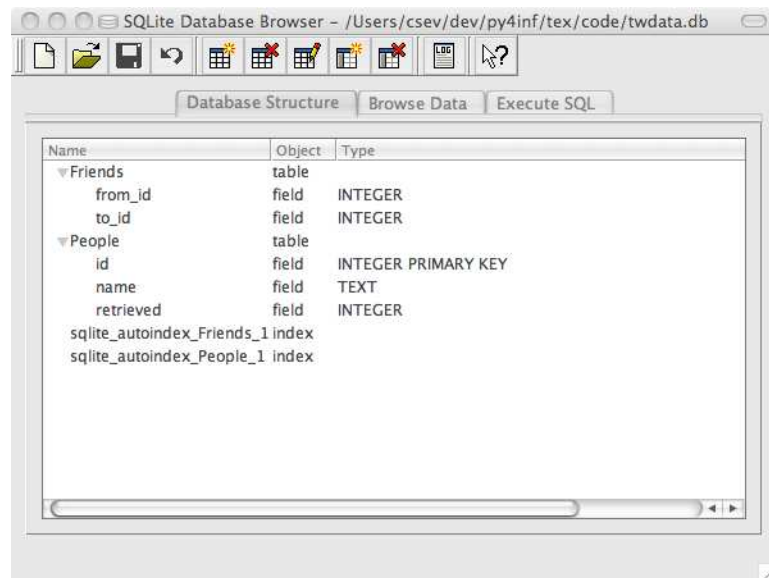 SQLite Database Browser - /Users/csev/dev/py4inf/tex/code/twdata.db
LOG
?
Database Structure Browse Data Execute SQL
Name Object Type
Friends table
from_id field INTEGER
to_id field INTEGER
People table
id field INTEGER PRIMARY KEY
name field TEXT
retrieved field INTEGER
sqlite_autoindex_Friends_1 index
sqlite_autoindex_People_1 index